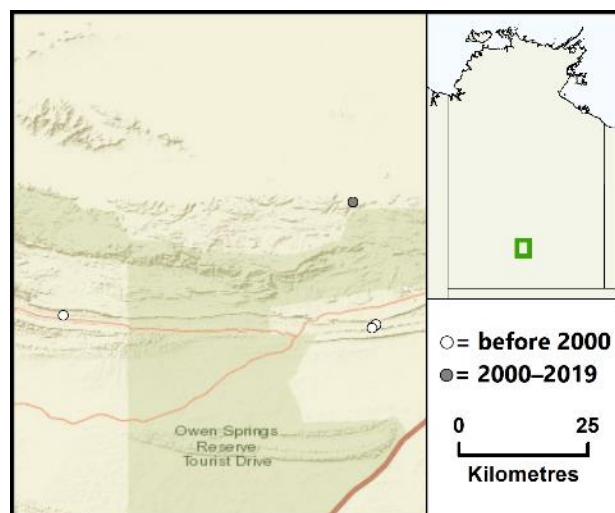 Owen Springs
Reserve
Tourist Drive
= before 2000
= 2000–2019
0 25
Kilometres